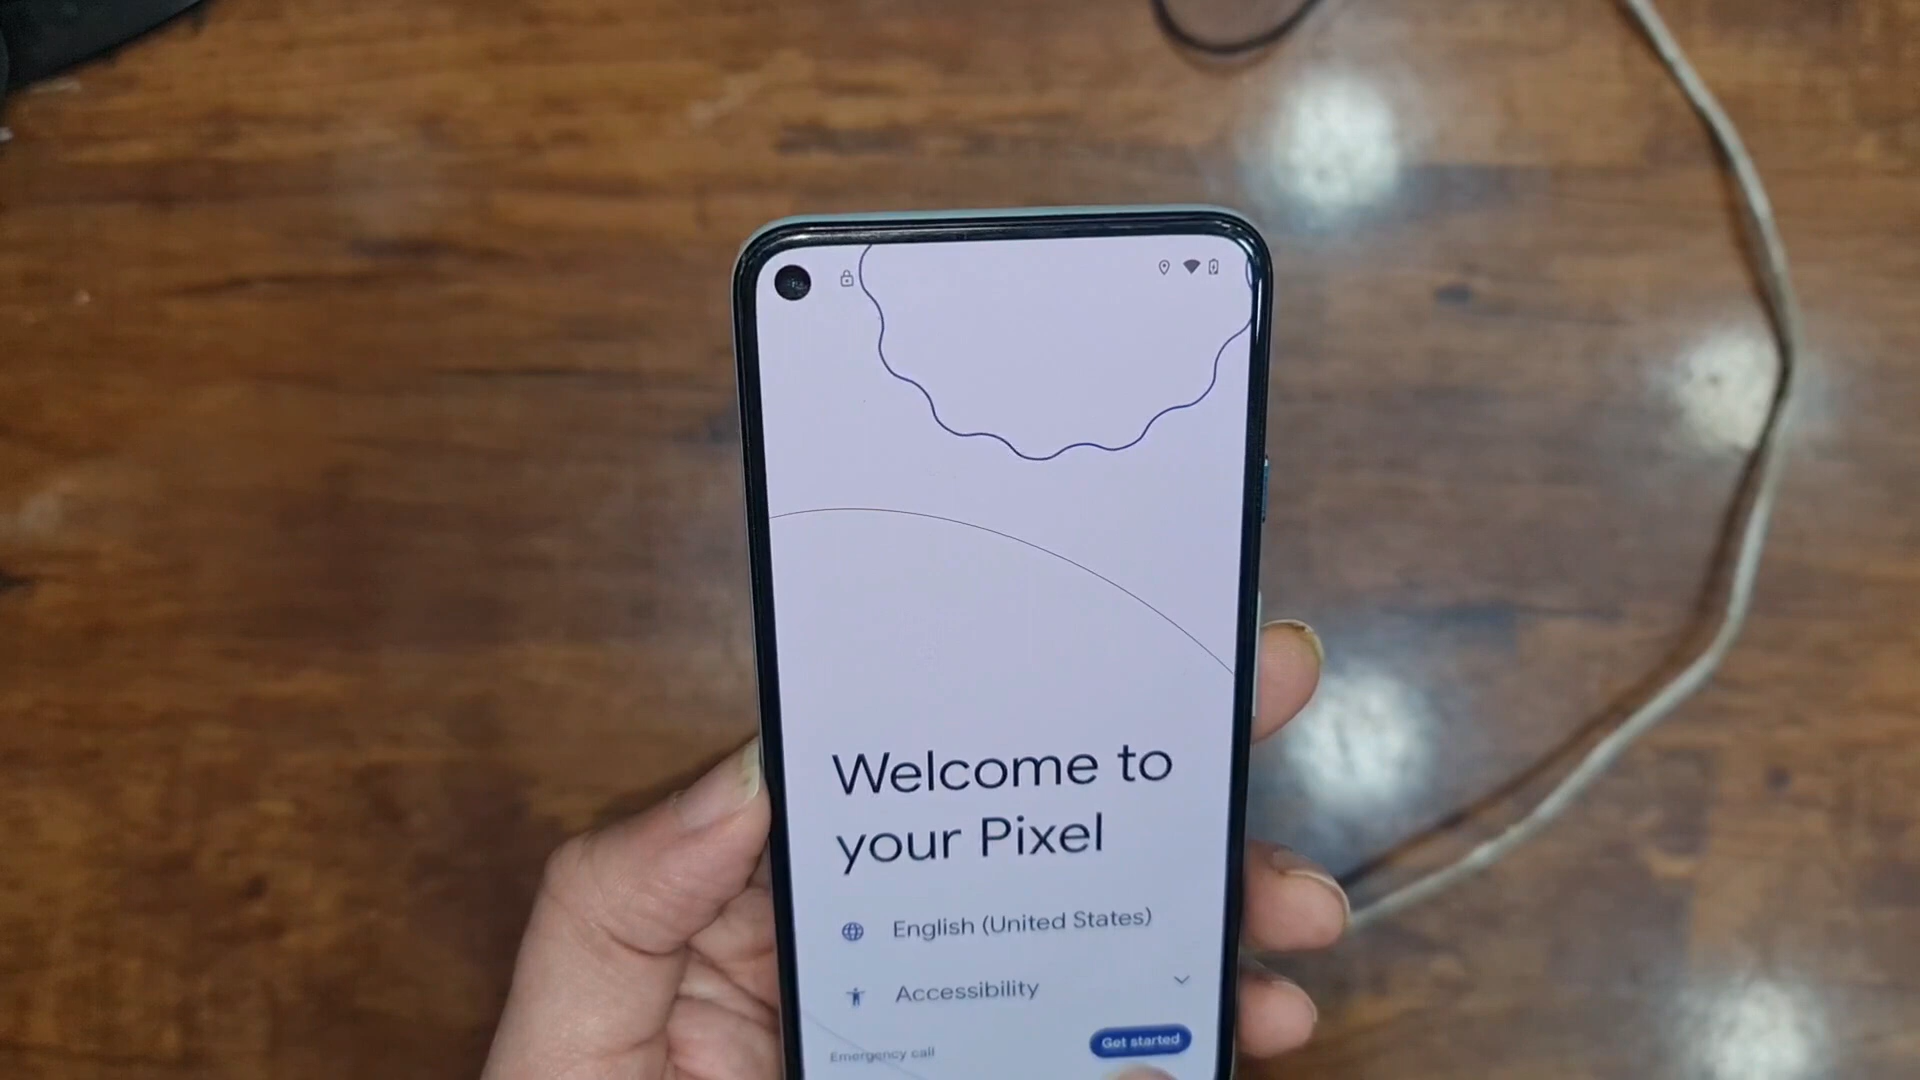 Welcome to
your Pixel
English (United States)
Accessibility
Emergency call
Get started